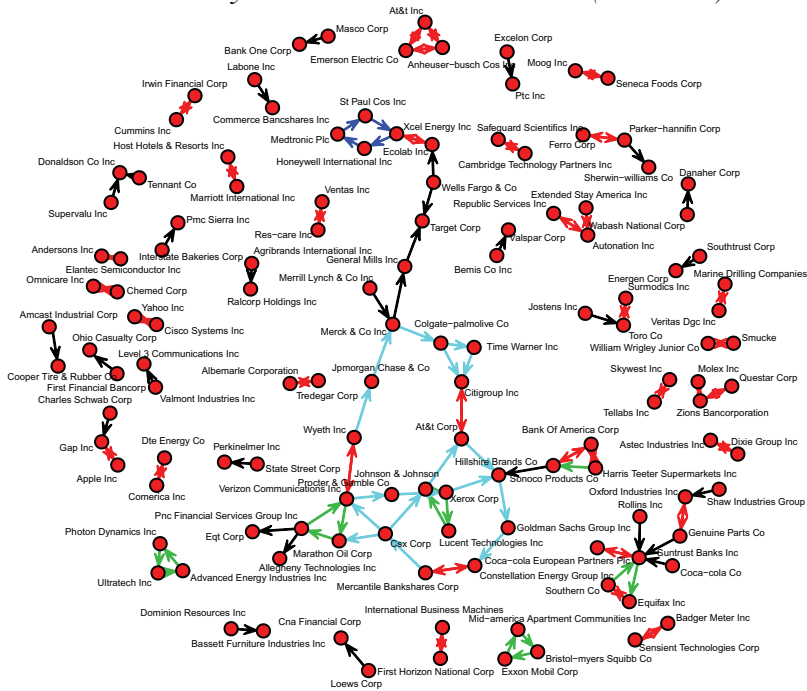 At&t Inc
Masco Corp
Bank One Corp
Emerson Electric Co
Anheuser-busch Cos Inc
Excelon Corp
Ptc Inc
Moog Inc
Seneca Foods Corp
Labone Inc
Irwin Financial Corp
Commerce Bancshares Inc
Cummins Inc
St Paul Cos Inc
Xcel Energy Inc
Medtronic Plc
Ecolab Inc
Honeywell International Inc
Safeguard Scientifics Inc
Ferro Corp
Parker-hannifin Corp
Cambridge Technology Partners Inc
Sherwin-williams Co
Host Hotels & Resorts Inc
Marriott International Inc
Donaldson Co Inc
Tennant Co
Supervalu Inc
Danaher Corp
Wells Fargo & Co
Extended Stay America Inc
Republic Services Inc
Wabash National Corp
Autonation Inc
Ventas Inc
Res-care Inc
Pmc Sierra Inc
Interstate Bakeries Corp
Target Corp
Valspar Corp
Bemis Co Inc
Andersons Inc
Elantec Semiconductor Inc
Agribrands International Inc
Ralcorp Holdings Inc
General Mills Inc
Merrill Lynch & Co Inc
Southtrust Corp
Energen Corp
Surmodics Inc
Marine Drilling Companies
Omnicare Inc
Chemed Corp
Veritas Dgc Inc
Jostens Inc
Toro Co
Yahoo Inc
Cisco Systems Inc
Amcast Industrial Corp
Merck & Co Inc
Colgate-palmolive Co
Time Warner Inc
William Wrigley Junior Co
Smucke
Ohio Casualty Corp
Level 3 Communications Inc
Cooper Tire & Rubber Co
First Financial Bancorp
Valmont Industries Inc
Albemarle Corporation
Tredegar Corp
Jpmorgan Chase & Co
Citigroup Inc
Skywest Inc
Molex Inc
Questar Corp
Tellabs Inc
Zions Bancorporation
Charles Schwab Corp
Gap Inc
Apple Inc
Dte Energy Co
Comerica Inc
Perkinelmer Inc
State Street Corp
Wyeth Inc
At&t Corp
Bank Of America Corp
Astec Industries Inc
Dixie Group Inc
Hillshire Brands Co
Sonoco Products Co
Harris Teeter Supermarkets Inc
Johnson & Johnson
Procter & Gamble Co
Verizon Communications Inc
Xerox Corp
Oxford Industries Inc
Rollins Inc
Shaw Industries Group
Pnc Financial Services Group Inc
Eqt Corp
Marathon Oil Corp
Csx Corp
Lucent Technologies Inc
Goldman Sachs Group Inc
Genuine Parts Co
Photon Dynamics Inc
Allegheny Technologies Inc
Coca-cola European Partners Plc
Suntrust Banks Inc
Ultratech Inc
Advanced Energy Industries Inc
Mercantile Bankshares Corp
Constellation Energy Group Inc
Coca-cola Co
Southern Co
Equifax Inc
Dominion Resources Inc
Bassett Furniture Industries Inc
Cna Financial Corp
Loews Corp
International Business Machines
First Horizon National Corp
Mid-america Apartment Communities Inc
Exxon Mobil Corp
Bristol-myers Squibb Co
Badger Meter Inc
Sensient Technologies Corp